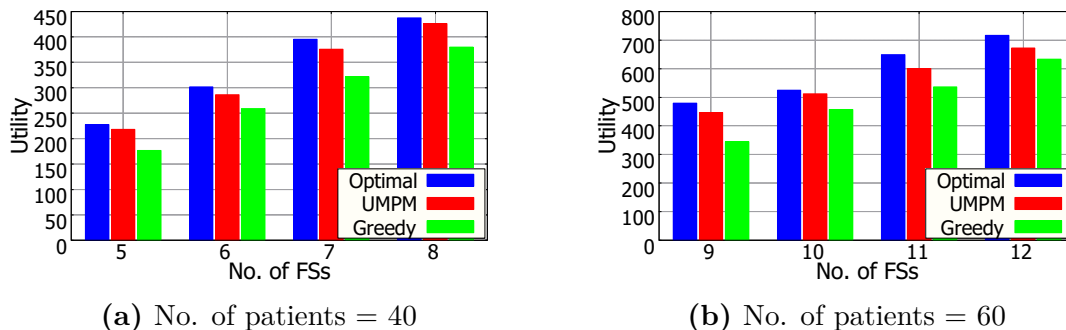 450
400
350
300
250
200
150
100
50
0
Utility
Optimal
UMPM
Greedy
5 6 7 8
No. of FSs
(a) No. of patients = 40
800
700
600
500
400
300
200
100
0
Utility
Optimal
UMPM
Greedy
9 10 11 12
No. of FSs
(b) No. of patients = 60